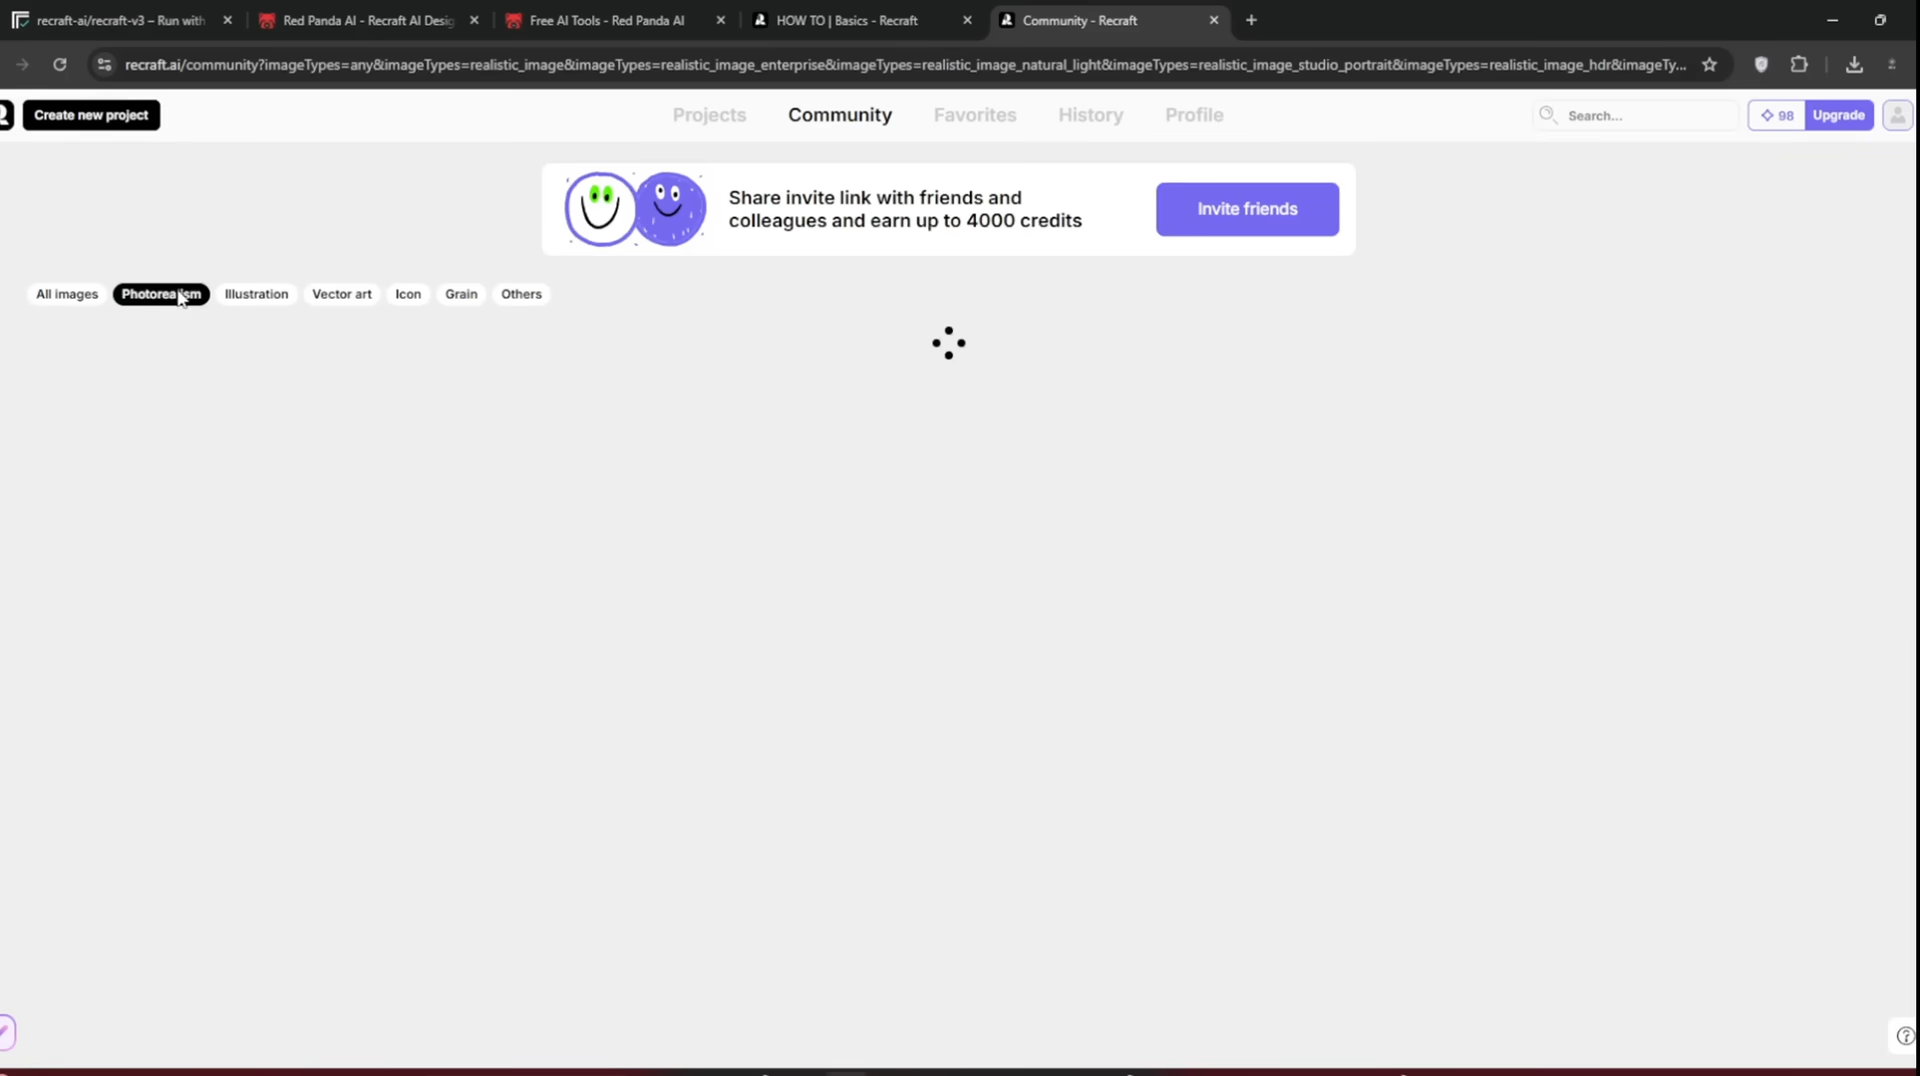 recraft-ai/recraft-v3 – Run with
Red Panda AI - Recraft AI Desig
Free AI Tools - Red Panda AI
HOW TO | Basics - Recraft
Community - Recraft
recraft.ai/community?imageTypes=any&imageTypes=realistic_image&imageTypes=realistic_image_enterprise&imageTypes=realistic_image_natural_light&imageTypes=realistic_image_studio_portrait&imageTypes=realistic_image_hdr&imageTy...
Create new project
Projects
Community
Favorites
History
Profile
Search...
98
Upgrade
Share invite link with friends and
colleagues and earn up to 4000 credits
Invite friends
All images
Photorealism
Illustration
Vector art
Icon
Grain
Others